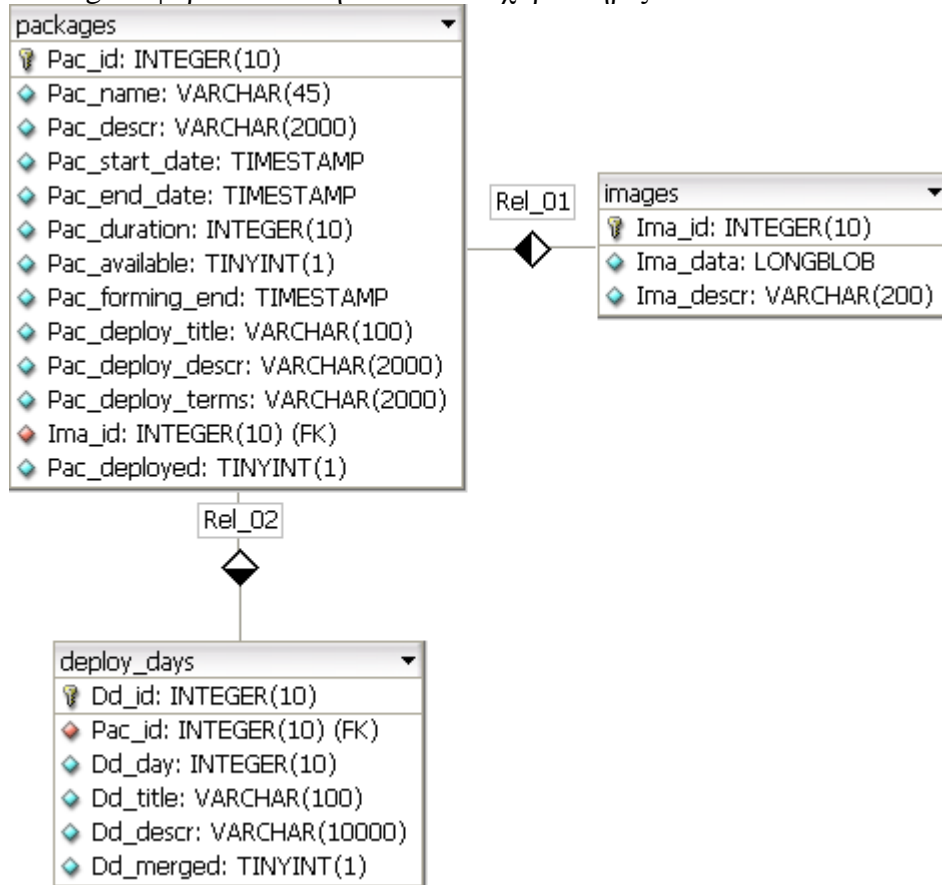 packages
Pac_id: INTEGER(10)
Pac_name: VARCHAR(45)
Pac_descr: VARCHAR(2000)
Pac_start_date: TIMESTAMP
Pac_end_date: TIMESTAMP
Pac_duration: INTEGER(10)
Pac_available: TINYINT(1)
Pac_forming_end: TIMESTAMP
Pac_deploy_title: VARCHAR(100)
Pac_deploy_descr: VARCHAR(2000)
Pac_deploy_terms: VARCHAR(2000)
Ima_id: INTEGER(10) (FK)
Pac_deployed: TINYINT(1)
Rel_01
images
Ima_id: INTEGER(10)
Ima_data: LONGBLOB
Ima_descr: VARCHAR(200)
Rel_02
deploy_days
Dd_id: INTEGER(10)
Pac_id: INTEGER(10) (FK)
Dd_day: INTEGER(10)
Dd_title: VARCHAR(100)
Dd_descr: VARCHAR(10000)
Dd_merged: TINYINT(1)